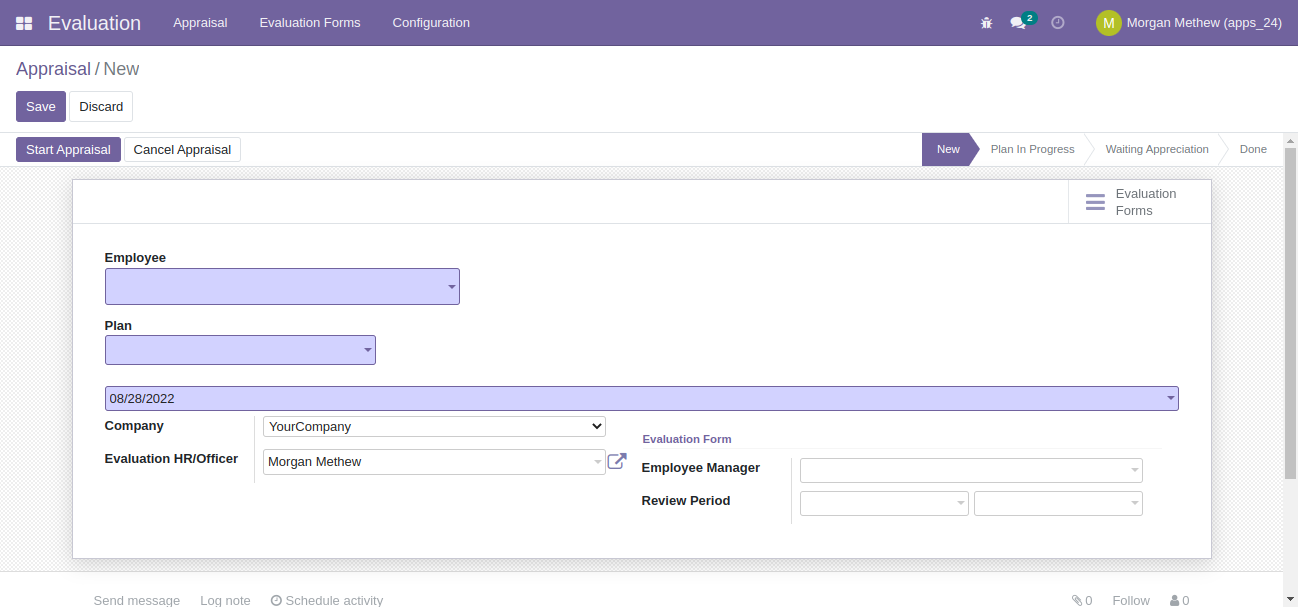 Evaluation Appraisal Evaluation Forms Configuration 2 M Morgan Methew (apps_24)
Appraisal / New
Save Discard
Start Appraisal Cancel Appraisal New Plan In Progress Waiting Appreciation Done
Evaluation
Forms
Employee
Plan
08/28/2022
Company YourCompany
Evaluation HR/Officer Morgan Methew
Evaluation Form
Employee Manager
Review Period
Send message Log note Schedule activity 0 Follow 0